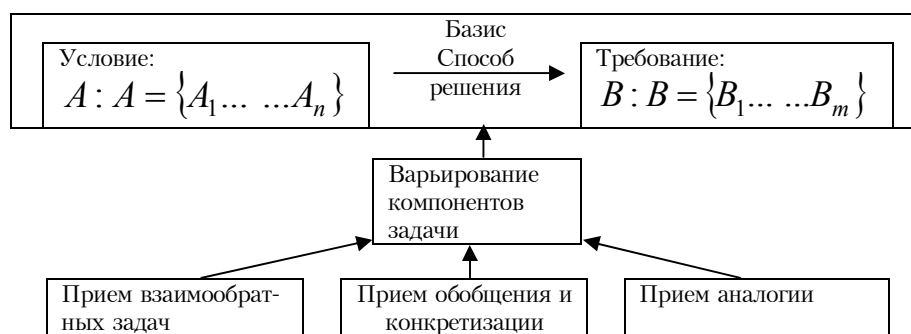 Базис
Способ
решения
Условие:
A : A = {A₁... ...Aₙ}
Требование:
B : B = {B₁... ...Bₘ}
Варьирование
компонентов
задачи
Прием взаимообрат-
ных задач
Прием обобщения и
конкретизации
Прием аналогии